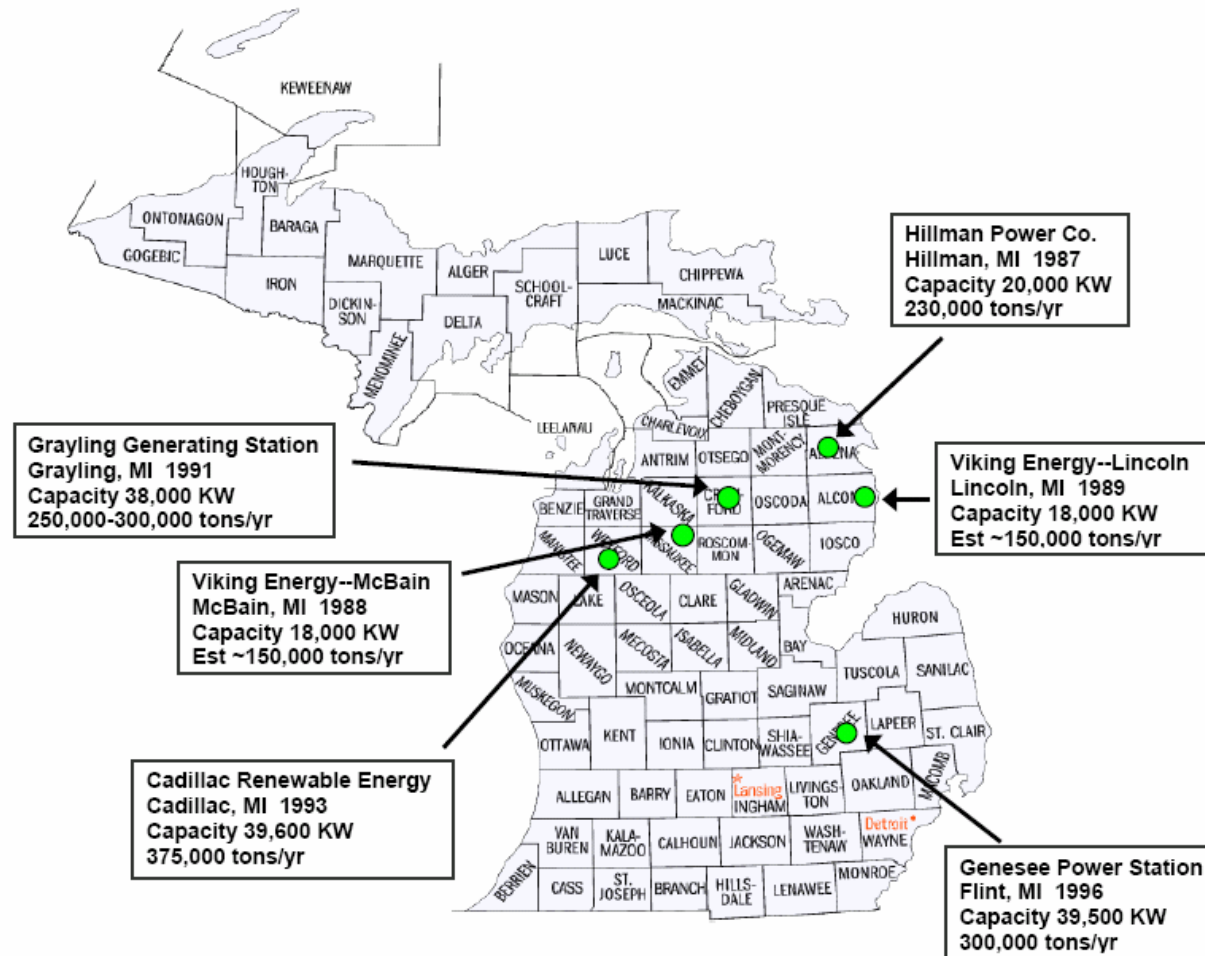 KEWEENAW
HOUGH-
TON
ONTONAGON
BARAGA
GOGEBIC
IRON
MARQUETTE
DICKIN-
SON
MENOMINEE
ALGER
DELTA
SCHOOL-
CRAFT
LUCE
CHIPPEWA
MACKINAC
Hillman Power Co.
Hillman, MI 1987
Capacity 20,000 KW
230,000 tons/yr
EMMET
CHEBOYGAN
PRESQUE
ISLE
CHARLEVOIX
LEELANAU
ANTRIM
OTSEGO
MONT-
MORENCY
Grayling Generating Station
Grayling, MI 1991
Capacity 38,000 KW
250,000-300,000 tons/yr
Viking Energy--Lincoln
Lincoln, MI 1989
Capacity 18,000 KW
Est ~150,000 tons/yr
BENZIE
GRAND
TRAVERSE
KALKASKA
FORD
OSCODA
MANISTEE
ROSCOM-
MON
OGEMAW
IOSCO
Viking Energy--McBain
McBain, MI 1988
Capacity 18,000 KW
Est ~150,000 tons/yr
MASON
LAKE
OSCEOLA
CLARE
GLADWIN
ARENAC
OCEANA
NEWAYGO
MECOSTA
ISABELLA
MIDLAND
BAY
HURON
MUSKEGON
MONTCALM
GRATIOT
SAGINAW
TUSCOLA
SANILAC
OTTAWA
KENT
IONIA
CLINTON
SHIA-
WASSEE
LAPEER
ST. CLAIR
Cadillac Renewable Energy
Cadillac, MI 1993
Capacity 39,600 KW
375,000 tons/yr
ALLEGAN
BARRY
EATON
*
Lansing
INGHAM
LIVINGS-
TON
OAKLAND
MACOMB
VAN
BUREN
KALA-
MAZOO
CALHOUN
JACKSON
WASH-
TENAW
Detroit
WAYNE
BERRIEN
CASS
ST.
JOSEPH
BRANCH
HILLS-
DALE
LENAWEE
MONROE
Genesee Power Station
Flint, MI 1996
Capacity 39,500 KW
300,000 tons/yr